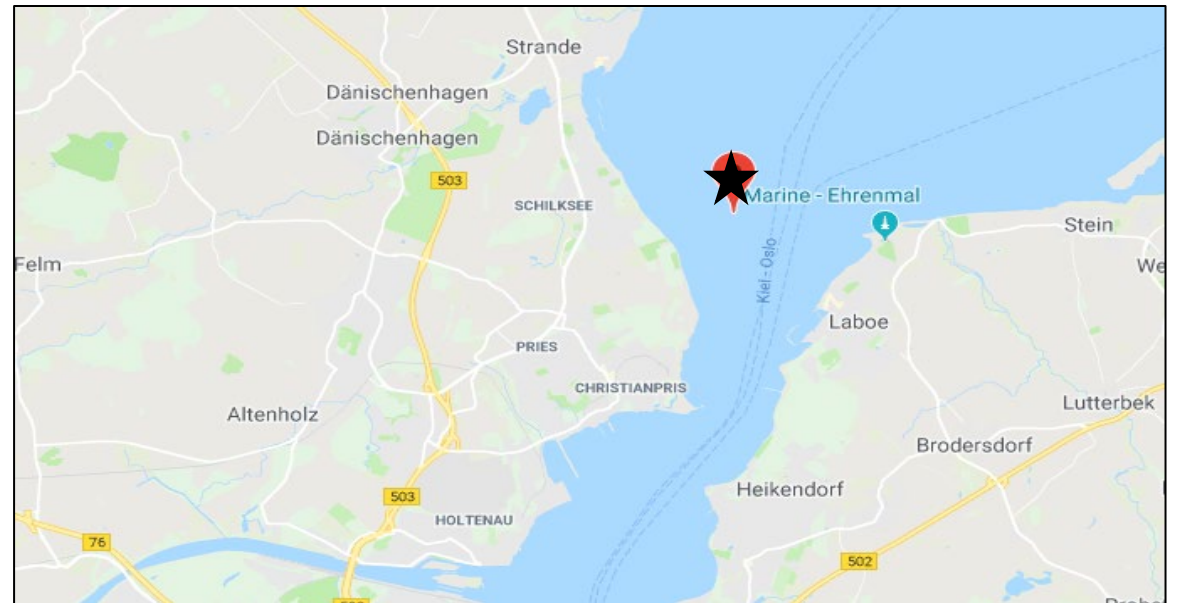 Strande
Dänischenhagen
Dänischenhagen
503
SCHILKSEE
Marine - Ehrenmal
Stein
Felm
We
Kiel - Oslo
Laboe
PRIES
CHRISTIANPRIS
Lutterbek
Altenholz
Brodersdorf
Heikendorf
503
HOLTENAU
76
502